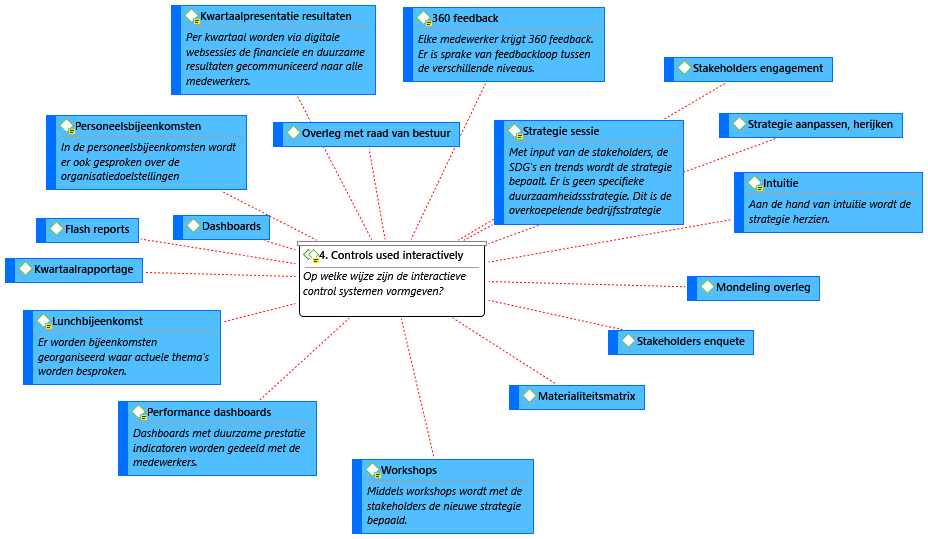 Kwartaalpresentatie resultaten
Per kwartaal worden via digitale
websessies de financiele en duurzame
resultaten gecommuniceerd naar alle
medewerkers.
360 feedback
Elke medewerker krijgt 360 feedback.
Er is sprake van feedbackloop tussen
de verschillende niveaus.
Stakeholders engagement
Personeelsbijeenkomsten
In de personeelsbijeenkomsten wordt
er ook gesproken over de
organisatiedoelstellingen
Overleg met raad van bestuur
Strategie sessie
Met input van de stakeholders, de
SDG's en trends wordt de strategie
bepaalt. Er is geen specifieke
duurzaamheidssstrategie. Dit is de
overkoepelende bedrijfsstrategie
Strategie aanpassen, herijken
Intuitie
Aan de hand van intuitie wordt de
strategie herzien.
Flash reports
Dashboards
4. Controls used interactively
Op welke wijze zijn de interactieve
control systemen vormgeven?
Kwartaalrapportage
Mondeling overleg
Lunchbijeenkomst
Er worden bijeenkomsten
georganiseerd waar actuele thema's
worden besproken.
Stakeholders enquete
Materialiteitsmatrix
Performance dashboards
Dashboards met duurzame prestatie
indicatoren worden gedeeld met de
medewerkers.
Workshops
Middels workshops wordt met de
stakeholders de nieuwe strategie
bepaald.